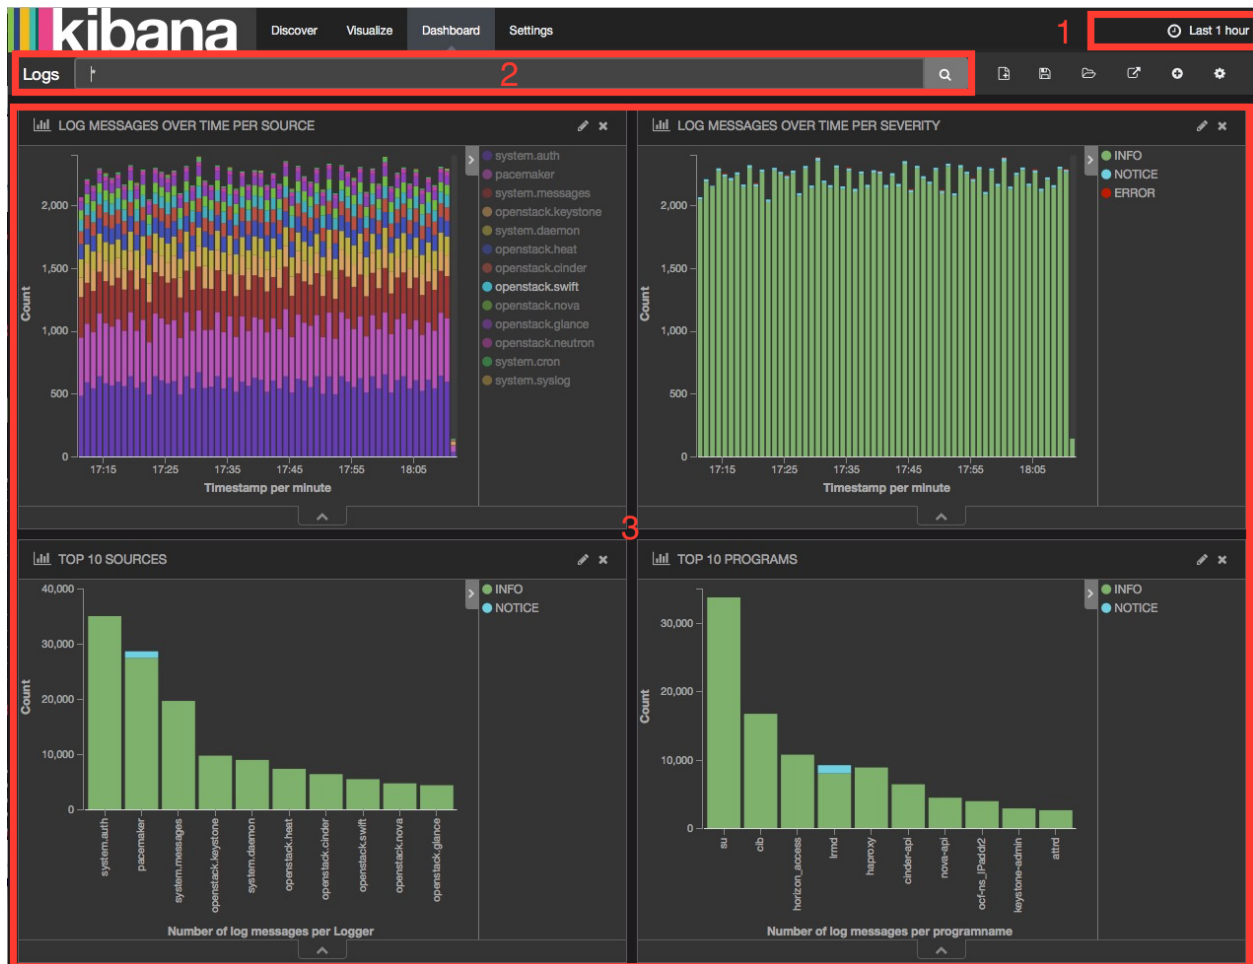 kibana
Discover Visualize Dashboard Settings
1
Last 1 hour
Logs
*
2
LOG MESSAGES OVER TIME PER SOURCE
Count
2,000
1,500
1,000
500
0
17:15 17:25 17:35 17:45 17:55 18:05
Timestamp per minute
system.auth
pacemaker
system.messages
openstack.keystone
system.daemon
openstack.heat
openstack.cinder
openstack.swift
openstack.nova
openstack.glance
openstack.neutron
system.cron
system.syslog
LOG MESSAGES OVER TIME PER SEVERITY
Count
2,000
1,500
1,000
500
0
17:15 17:25 17:35 17:45 17:55 18:05
Timestamp per minute
INFO
NOTICE
ERROR
3
TOP 10 SOURCES
Count
40,000
30,000
20,000
10,000
0
system.auth
pacemaker
system.messages
openstack.keystone
system.daemon
openstack.heat
openstack.cinder
openstack.swift
openstack.nova
openstack.glance
Number of log messages per Logger
INFO
NOTICE
TOP 10 PROGRAMS
Count
30,000
20,000
10,000
0
su
cib
horizon_access
lrmd
haproxy
cinder-api
nova-api
ocf-ns_IPaddr2
keystone-admin
attrd
Number of log messages per programname
INFO
NOTICE